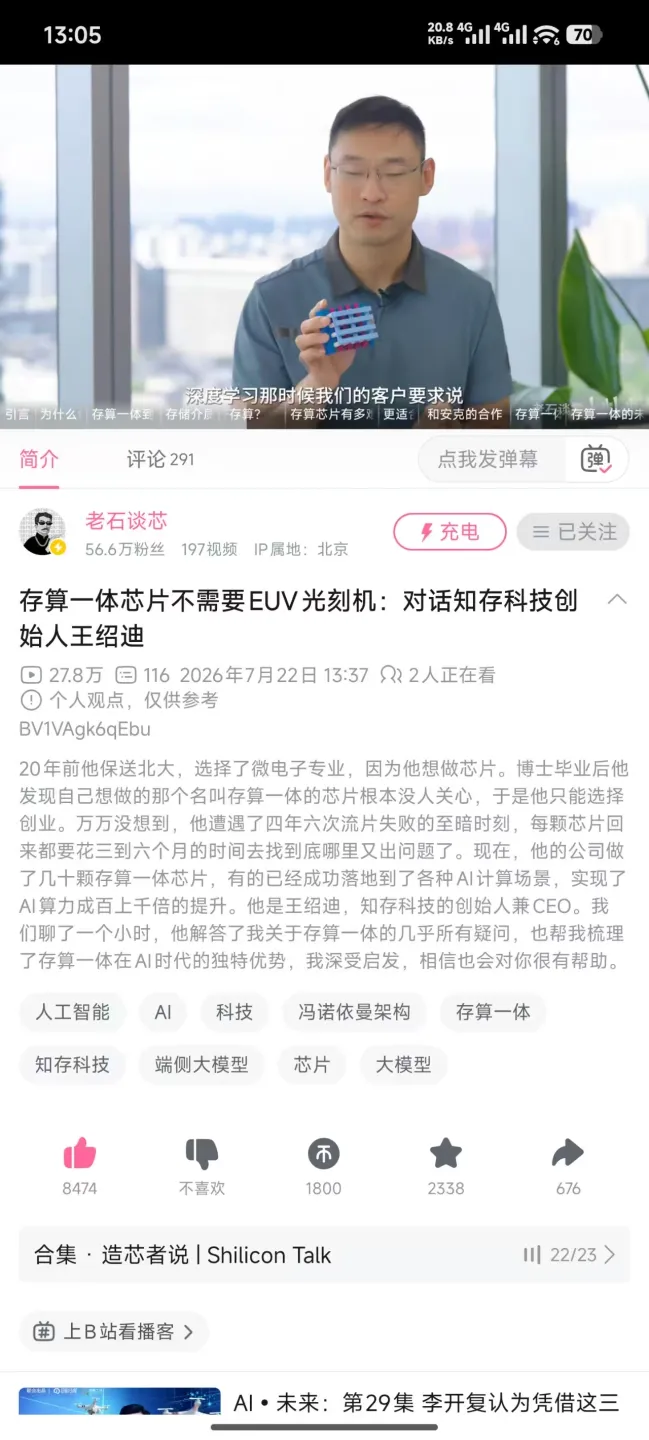 13:05
20.8 KB/s 4G 4G 6 70
深度学习那时候我们的客户要求说
引言 为什么 存算一体到 存储介质 存算? 存算芯片有多 更适合 和安克的合作 存算一体的未
简介 评论 291 点我发弹幕 弹
老石谈芯
56.6万粉丝 197视频 IP属地：北京
充电 已关注
存算一体芯片不需要EUV光刻机：对话知存科技创
始人王绍迪
27.8万 116 2026年7月22日 13:37 2人正在看
个人观点，仅供参考
BV1VAgk6qEbu
20年前他保送北大，选择了微电子专业，因为他想做芯片。博士毕业后他
发现自己想做的那个名叫存算一体的芯片根本没人关心，于是他只能选择
创业。万万没想到，他遭遇了四年六次流片失败的至暗时刻，每颗芯片回
来都要花三到六个月的时间去找到底哪里又出问题了。现在，他的公司做
了几十颗存算一体芯片，有的已经成功落地到了各种AI计算场景，实现了
AI算力成百上千倍的提升。他是王绍迪，知存科技的创始人兼CEO。我
们聊了一个小时，他解答了我关于存算一体的几乎所有疑问，也帮我梳理
了存算一体在AI时代的独特优势，我深受启发，相信也会对你很有帮助。
人工智能 AI 科技 冯诺依曼架构 存算一体
知存科技 端侧大模型 芯片 大模型
8474 不喜欢 1800 2338 676
合集 · 造芯者说 | Shilicon Talk 22/23
上B站看播客
AI • 未来：第29集 李开复认为凭借这三